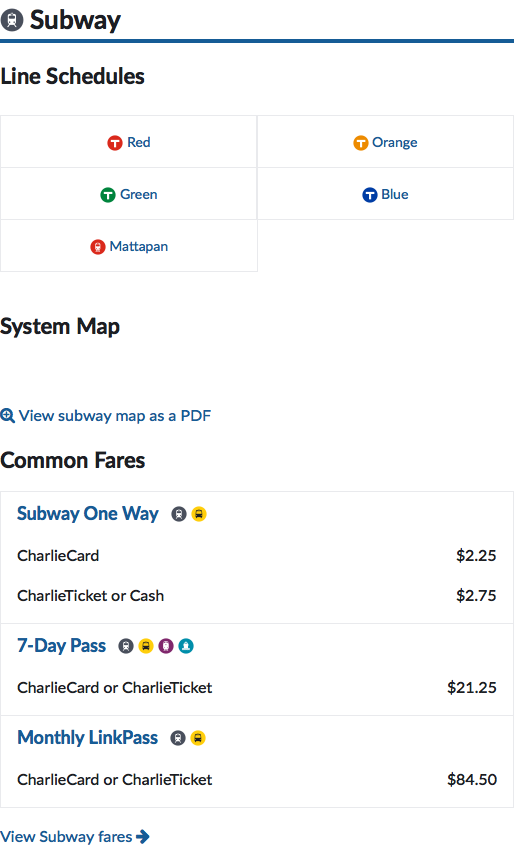 Subway
Line Schedules
T Red
T Orange
T Green
T Blue
Mattapan
System Map
View subway map as a PDF
Common Fares
Subway One Way
CharlieCard $2.25
CharlieTicket or Cash $2.75
7-Day Pass
CharlieCard or CharlieTicket $21.25
Monthly LinkPass
CharlieCard or CharlieTicket $84.50
View Subway fares